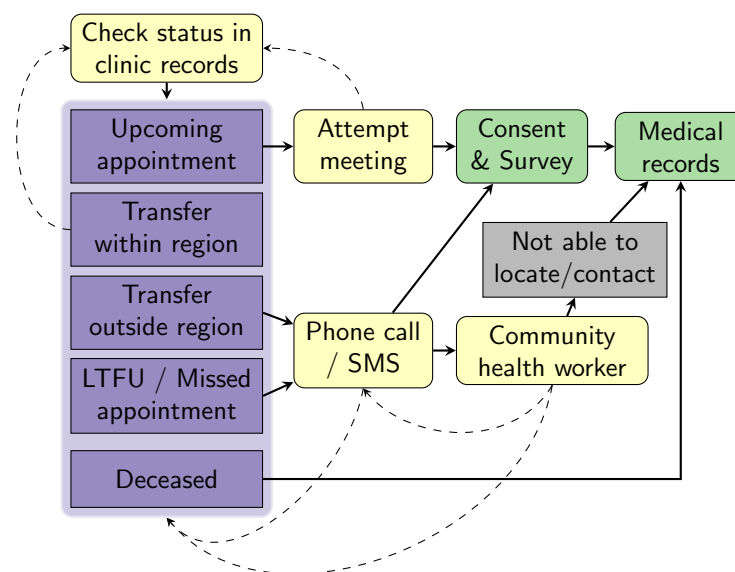 Check status in
clinic records
Upcoming
appointment
Attempt
meeting
Consent
& Survey
Medical
records
Transfer
within region
Not able to
locate/contact
Transfer
outside region
Phone call
/ SMS
Community
health worker
LTFU / Missed
appointment
Deceased